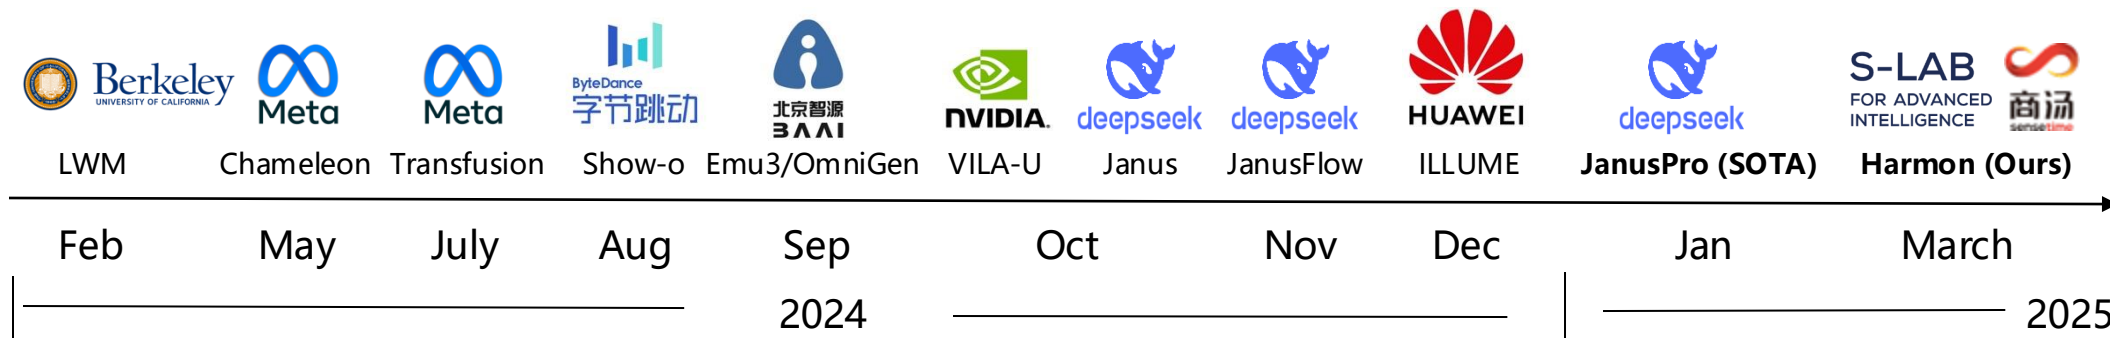 Berkeley
UNIVERSITY OF CALIFORNIA
Meta
Meta
ByteDance
字节跳动
北京智源
BAAI
nVIDIA.
deepseek
deepseek
HUAWEI
deepseek
S-LAB
FOR ADVANCED
INTELLIGENCE
商汤
sensetime
LWM
Chameleon
Transfusion
Show-o
Emu3/OmniGen
VILA-U
Janus
JanusFlow
ILLUME
JanusPro (SOTA)
Harmon (Ours)
Feb
May
July
Aug
Sep
Oct
Nov
Dec
Jan
March
2024
2025